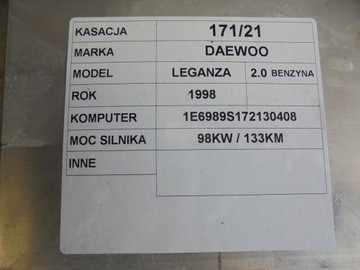 KASACJA 171/21
MARKA DAEWOO
MODEL LEGANZA 2.0 BENZYNA
ROK 1998
KOMPUTER 1E6989S172130408
MOC SILNIKA 98KW / 133KM
INNE